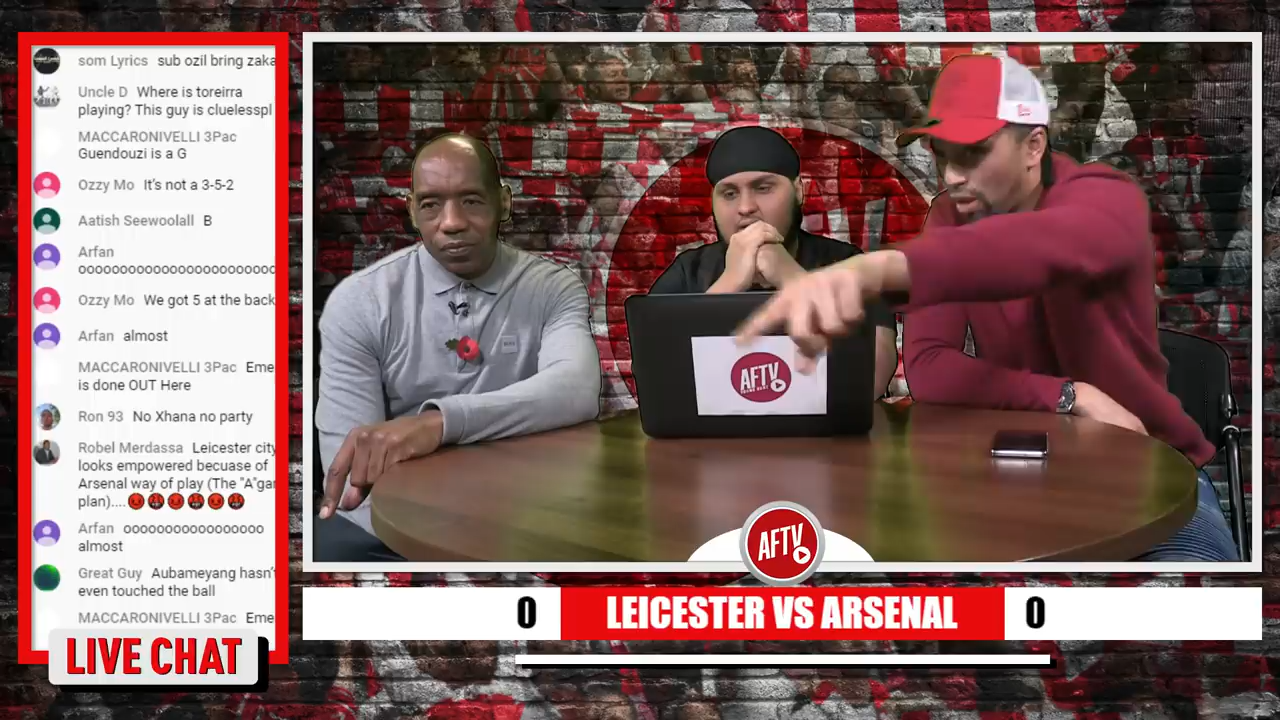 som Lyrics sub ozil bring zaka
Uncle D Where is toreirra
playing? This guy is cluelesspl
MACCARONIVELLI 3Pac
Guendouzi is a G
Ozzy Mo It's not a 3-5-2
Aatish Seewoolall B
Arfan
oooooooooooooooooooooooo
Ozzy Mo We got 5 at the back
Arfan almost
MACCARONIVELLI 3Pac Eme
is done OUT Here
Ron 93 No Xhana no party
Robel Merdassa Leicester city
looks empowered becuase of
Arsenal way of play (The "A"gar
plan)....
Arfan ooooooooooooooooo
almost
Great Guy Aubameyang hasn't
even touched the ball
MACCARONIVELLI 3Pac Eme
LIVE CHAT
AFTV
AFTV
0 LEICESTER VS ARSENAL 0